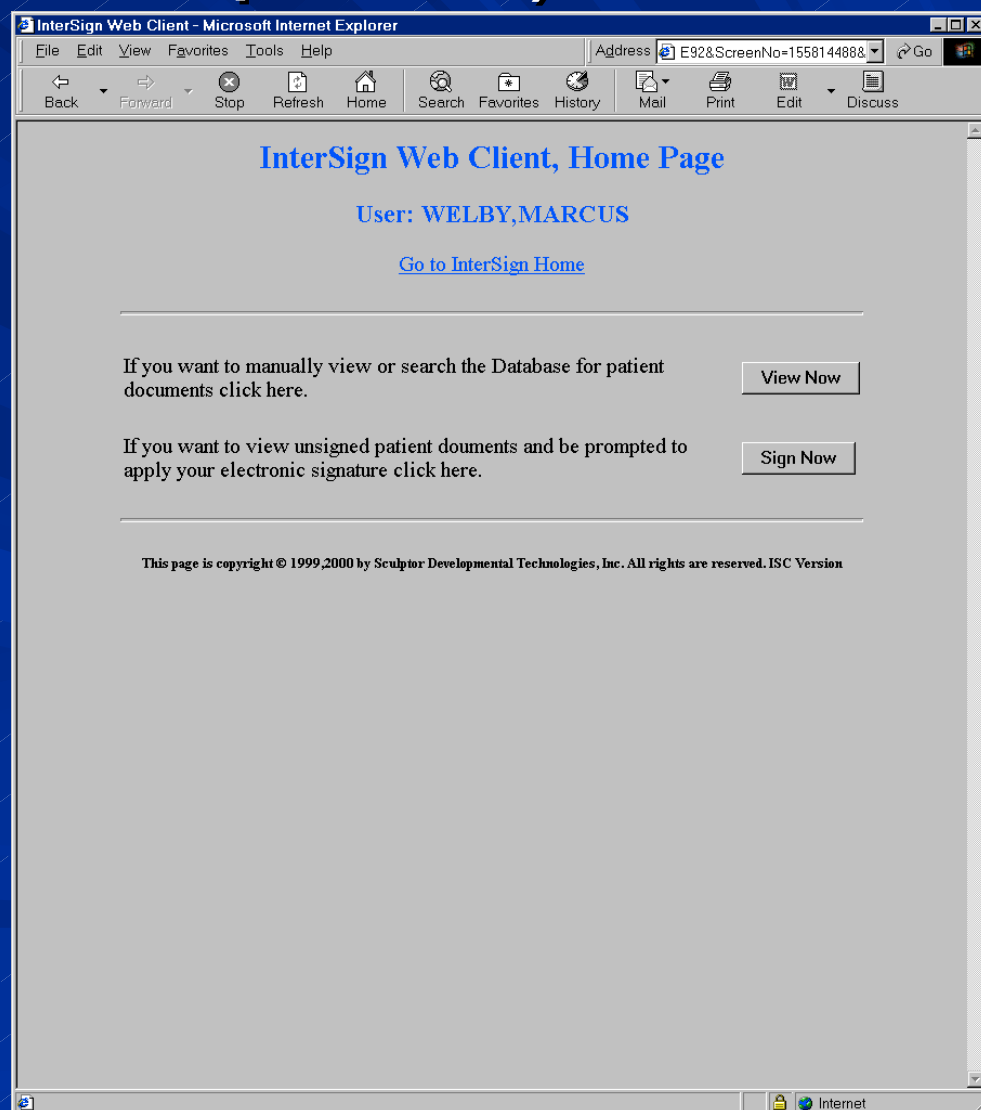 InterSign Web Client - Microsoft Internet Explorer
File Edit View Favorites Tools Help Address E92&ScreenNo=155814488& Go
Back Forward Stop Refresh Home Search Favorites History Mail Print Edit Discuss
InterSign Web Client, Home Page
User: WELBY,MARCUS
Go to InterSign Home
If you want to manually view or search the Database for patient
documents click here.
View Now
If you want to view unsigned patient douments and be prompted to
apply your electronic signature click here.
Sign Now
This page is copyright © 1999,2000 by Sculptor Developmental Technologies, Inc. All rights are reserved. ISC Version
Internet